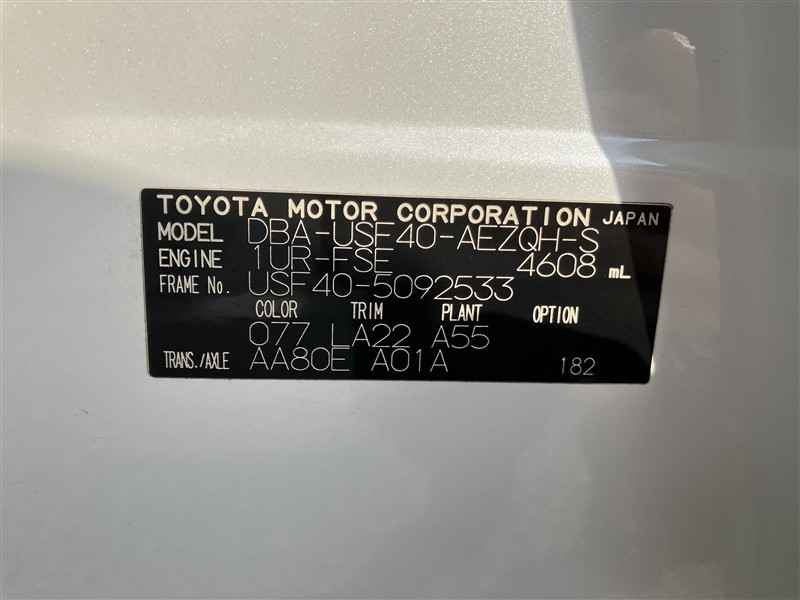 TOYOTA MOTOR CORPORATION JAPAN
MODEL DBA-USF40-AEZQH-S
ENGINE 1UR-FSE 4608 mL
FRAME No. USF40-5092533
COLOR TRIM PLANT OPTION
077 LA22 A55
TRANS./AXLE AA80E A01A 182